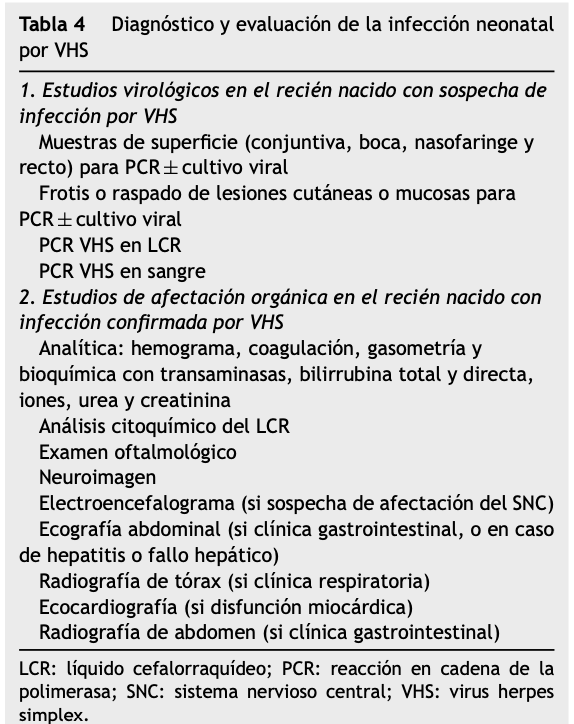 Tabla 4 Diagnóstico y evaluación de la infección neonatal
por VHS
1. Estudios virológicos en el recién nacido con sospecha de
infección por VHS
Muestras de superficie (conjuntiva, boca, nasofaringe y
recto) para PCR ± cultivo viral
Frotis o raspado de lesiones cutáneas o mucosas para
PCR ± cultivo viral
PCR VHS en LCR
PCR VHS en sangre
2. Estudios de afectación orgánica en el recién nacido con
infección confirmada por VHS
Analítica: hemograma, coagulación, gasometría y
bioquímica con transaminasas, bilirrubina total y directa,
iones, urea y creatinina
Análisis citoquímico del LCR
Examen oftalmológico
Neuroimagen
Electroencefalograma (si sospecha de afectación del SNC)
Ecografía abdominal (si clínica gastrointestinal, o en caso
de hepatitis o fallo hepático)
Radiografía de tórax (si clínica respiratoria)
Ecocardiografía (si disfunción miocárdica)
Radiografía de abdomen (si clínica gastrointestinal)
LCR: líquido cefalorraquídeo; PCR: reacción en cadena de la
polimerasa; SNC: sistema nervioso central; VHS: virus herpes
simplex.